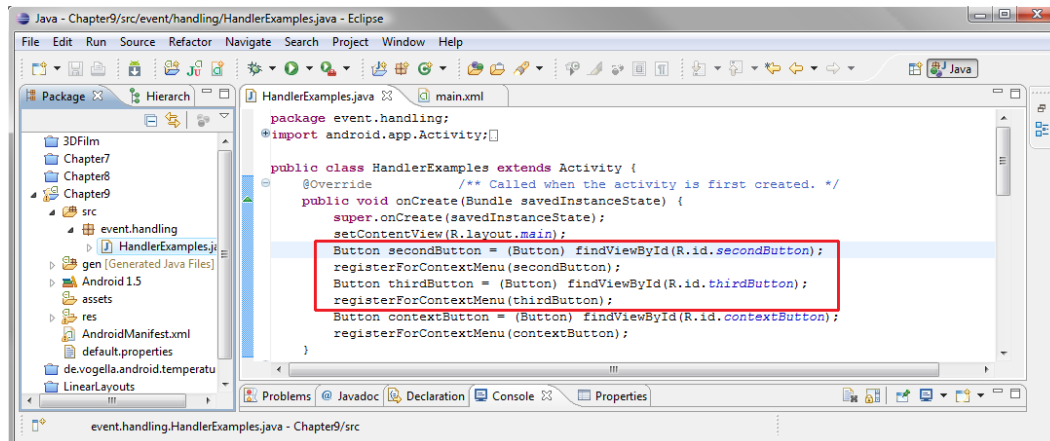 Java - Chapter9/src/event/handling/HandlerExamples.java - Eclipse
File Edit Run Source Refactor Navigate Search Project Window Help
Java
Package Hierarch
HandlerExamples.java main.xml
3DFilm
Chapter7
Chapter8
Chapter9
src
event.handling
HandlerExamples.ja
gen [Generated Java Files]
Android 1.5
assets
res
AndroidManifest.xml
default.properties
de.vogella.android.temperatu
LinearLayouts
package event.handling;
import android.app.Activity;
public class HandlerExamples extends Activity {
@Override /** Called when the activity is first created. */
public void onCreate(Bundle savedInstanceState) {
super.onCreate(savedInstanceState);
setContentView(R.layout.main);
Button secondButton = (Button) findViewById(R.id.secondButton);
registerForContextMenu(secondButton);
Button thirdButton = (Button) findViewById(R.id.thirdButton);
registerForContextMenu(thirdButton);
Button contextButton = (Button) findViewById(R.id.contextButton);
registerForContextMenu(contextButton);
}
Problems @ Javadoc Declaration Console Properties
event.handling.HandlerExamples.java - Chapter9/src